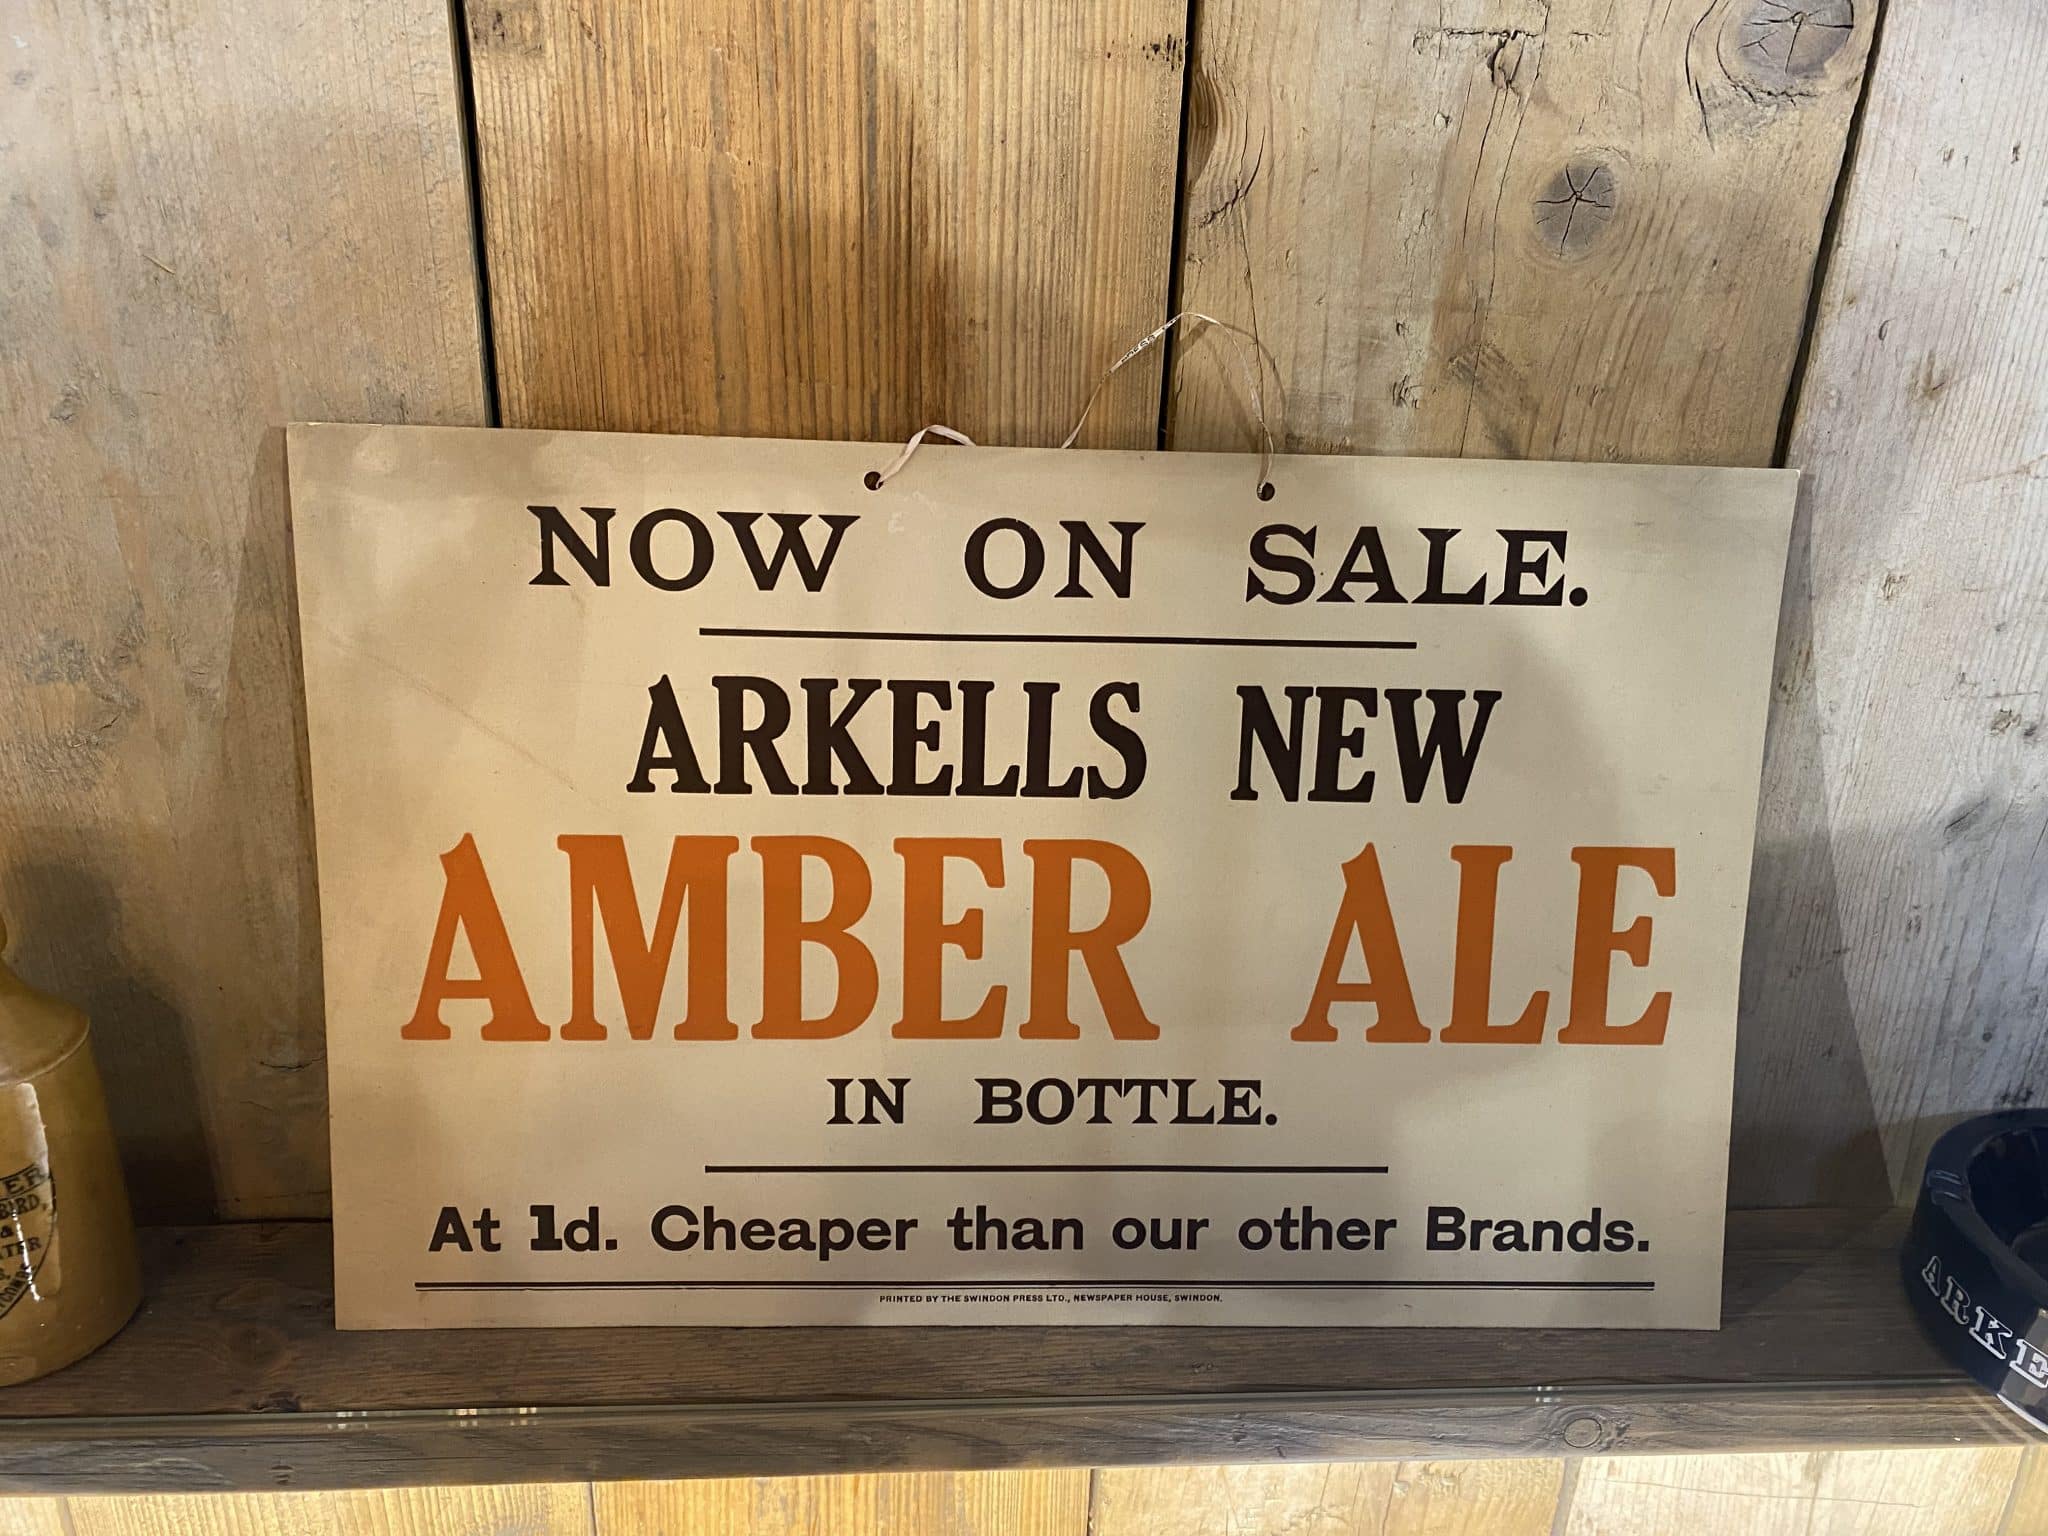 NOW ON SALE.
ARKELLS NEW
AMBER ALE
IN BOTTLE.
At 1d. Cheaper than our other Brands.
PRINTED BY THE SWINDON PRESS LTD., NEWSPAPER HOUSE, SWINDON.
ARKE